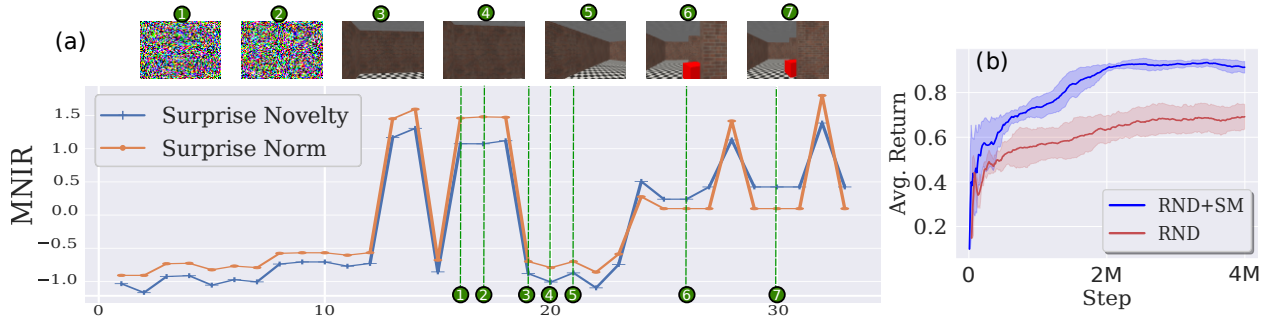 1 2 3 4 5 6 7
(a)
MNIR
1.5
1.0
0.5
0.0
−0.5
−1.0
Surprise Novelty
Surprise Norm
1 2 3 4 5 6 7
0 10 20 30
(b)
Avg. Return
0.8
0.6
0.4
0.2
RND+SM
RND
0 2M 4M
Step